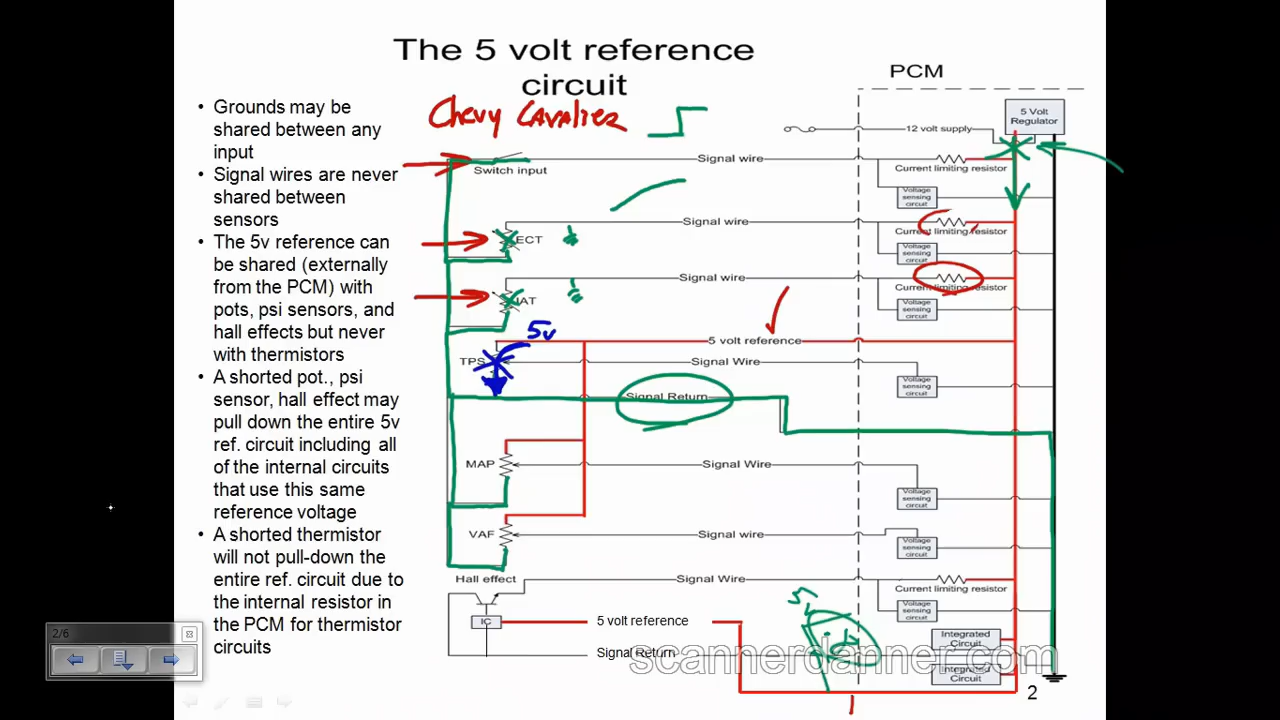 The 5 volt reference
circuit
PCM
Chevy Cavalier
• Grounds may be
shared between any
input
• Signal wires are never
shared between
sensors
• The 5v reference can
be shared (externally
from the PCM) with
pots, psi sensors, and
hall effects but never
with thermistors
• A shorted pot., psi
sensor, hall effect may
pull down the entire 5v
ref. circuit including all
of the internal circuits
that use this same
reference voltage
• A shorted thermistor
will not pull-down the
entire ref. circuit due to
the internal resistor in
the PCM for thermistor
circuits
5 Volt
Regulator
12 volt supply
Switch input
Signal wire
Current limiting resistor
Voltage
sensing
circuit
ECT
Signal wire
Current limiting resistor
Voltage
sensing
circuit
IAT
Signal wire
Current limiting resistor
Voltage
sensing
circuit
5v
5 volt reference
TPS
Signal Wire
Voltage
sensing
circuit
Signal Return
MAP
Signal Wire
Voltage
sensing
circuit
VAF
Signal wire
Voltage
sensing
circuit
Hall effect
Signal Wire
Current limiting resistor
Voltage
sensing
circuit
5v
IC
5 volt reference
Signal Return
Integrated
Circuit
Integrated
Circuit
scannerdanner.com
2/6
2